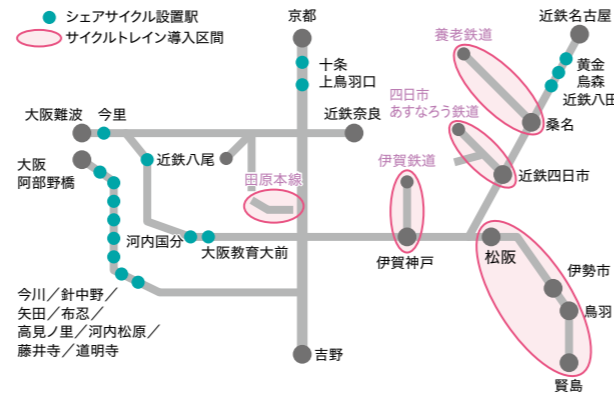 シェアサイクル設置駅
サイクルトレイン導入区間
京都
十条
上鳥羽口
近鉄名古屋
養老鉄道
黄金
烏森
近鉄八田
四日市
あすなろう鉄道
桑名
大阪難波
今里
近鉄奈良
大阪
阿部野橋
近鉄八尾
田原本線
伊賀鉄道
近鉄四日市
河内国分
大阪教育大前
伊賀神戸
松阪
伊勢市
鳥羽
賢島
今川/針中野/
矢田/布忍/
高見ノ里/河内松原/
藤井寺/道明寺
吉野